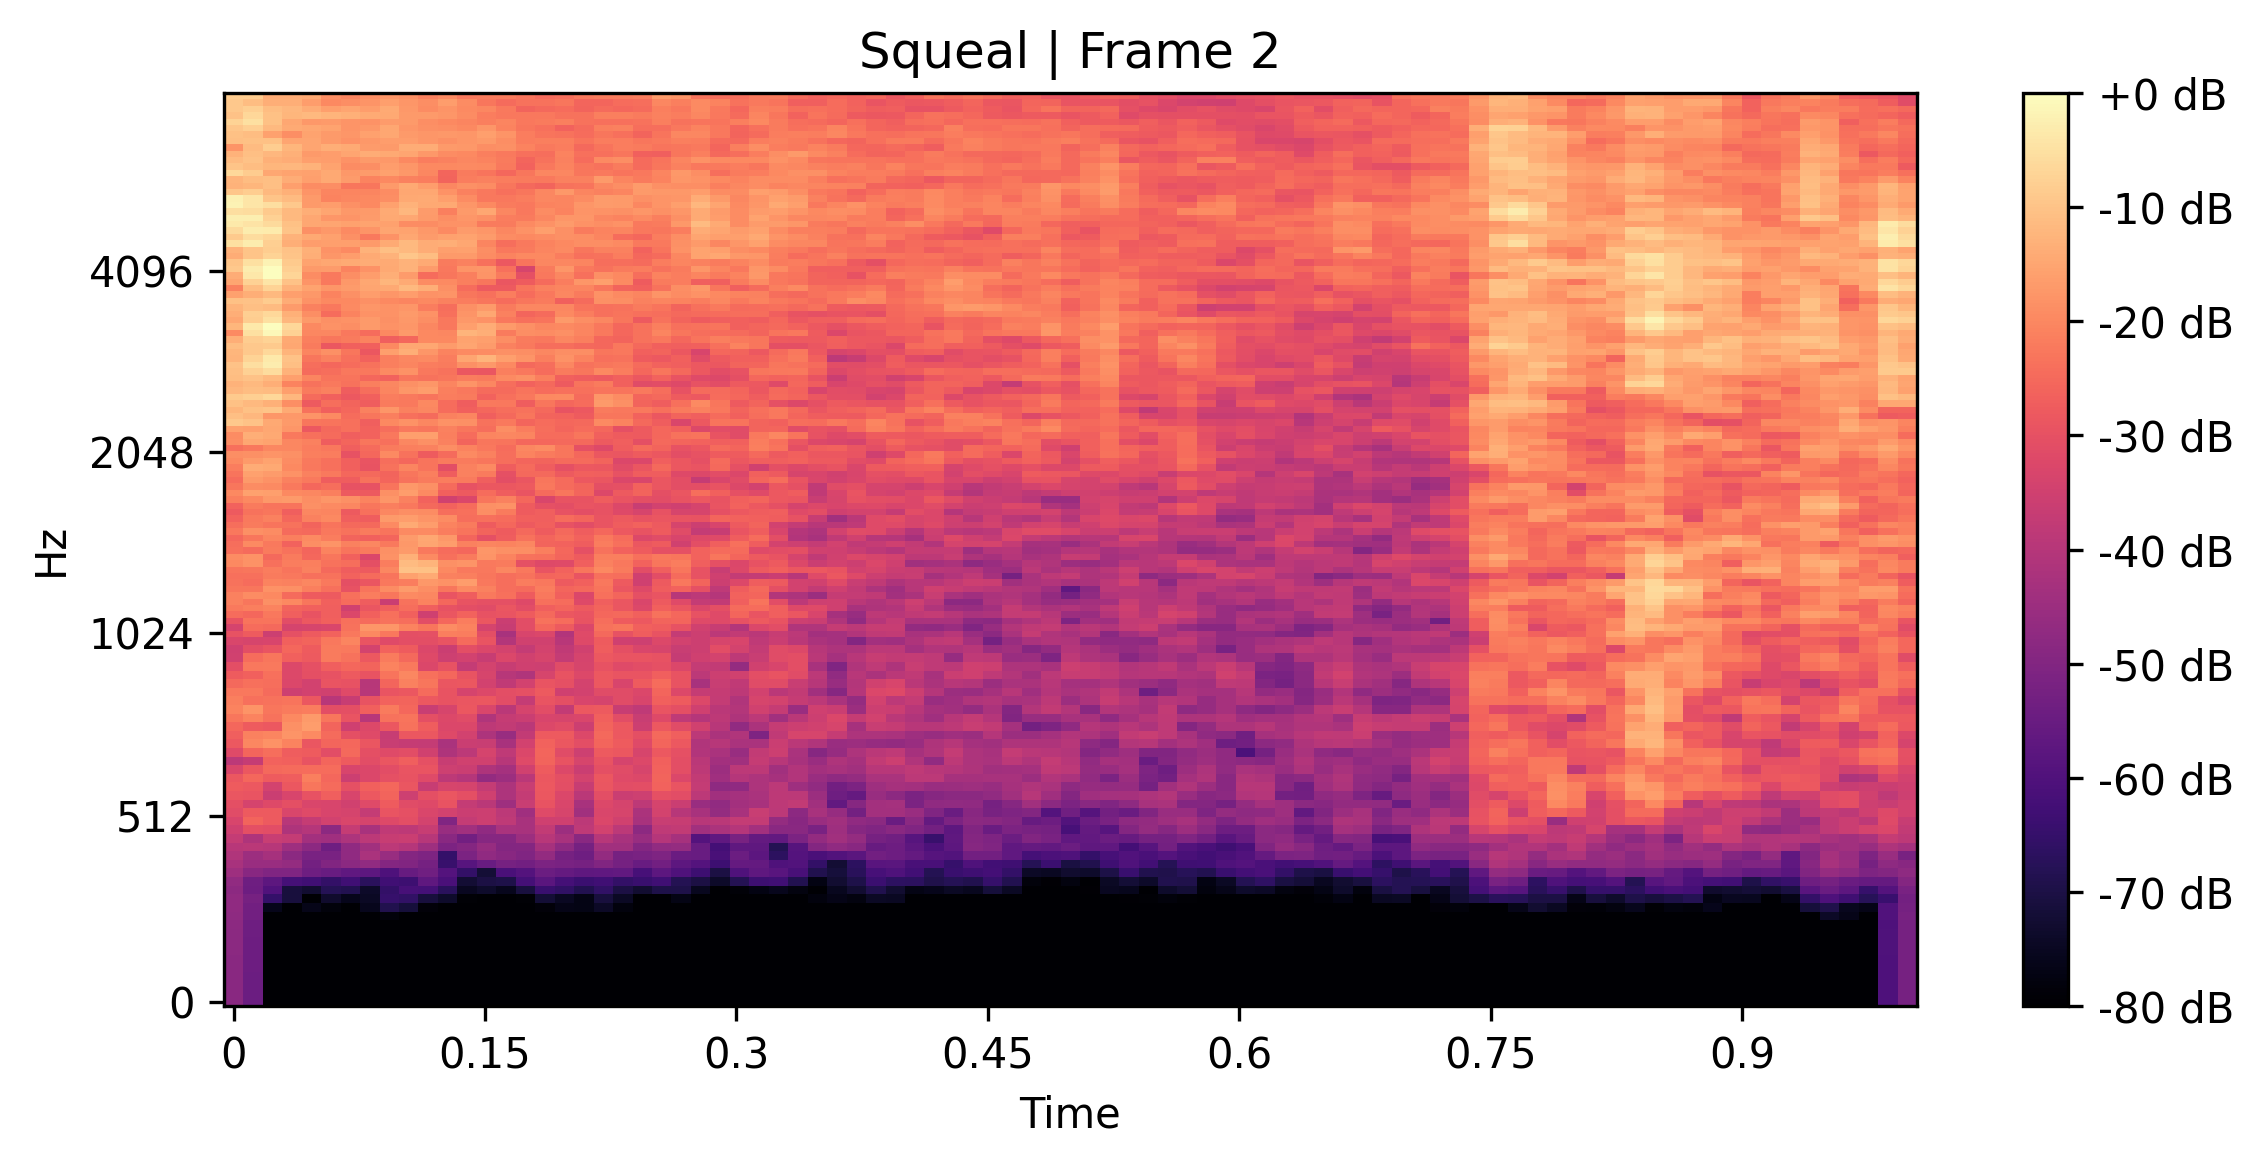 Squeal | Frame 2
Hz
4096
2048
1024
512
0
0 0.15 0.3 0.45 0.6 0.75 0.9
Time
+0 dB
-10 dB
-20 dB
-30 dB
-40 dB
-50 dB
-60 dB
-70 dB
-80 dB